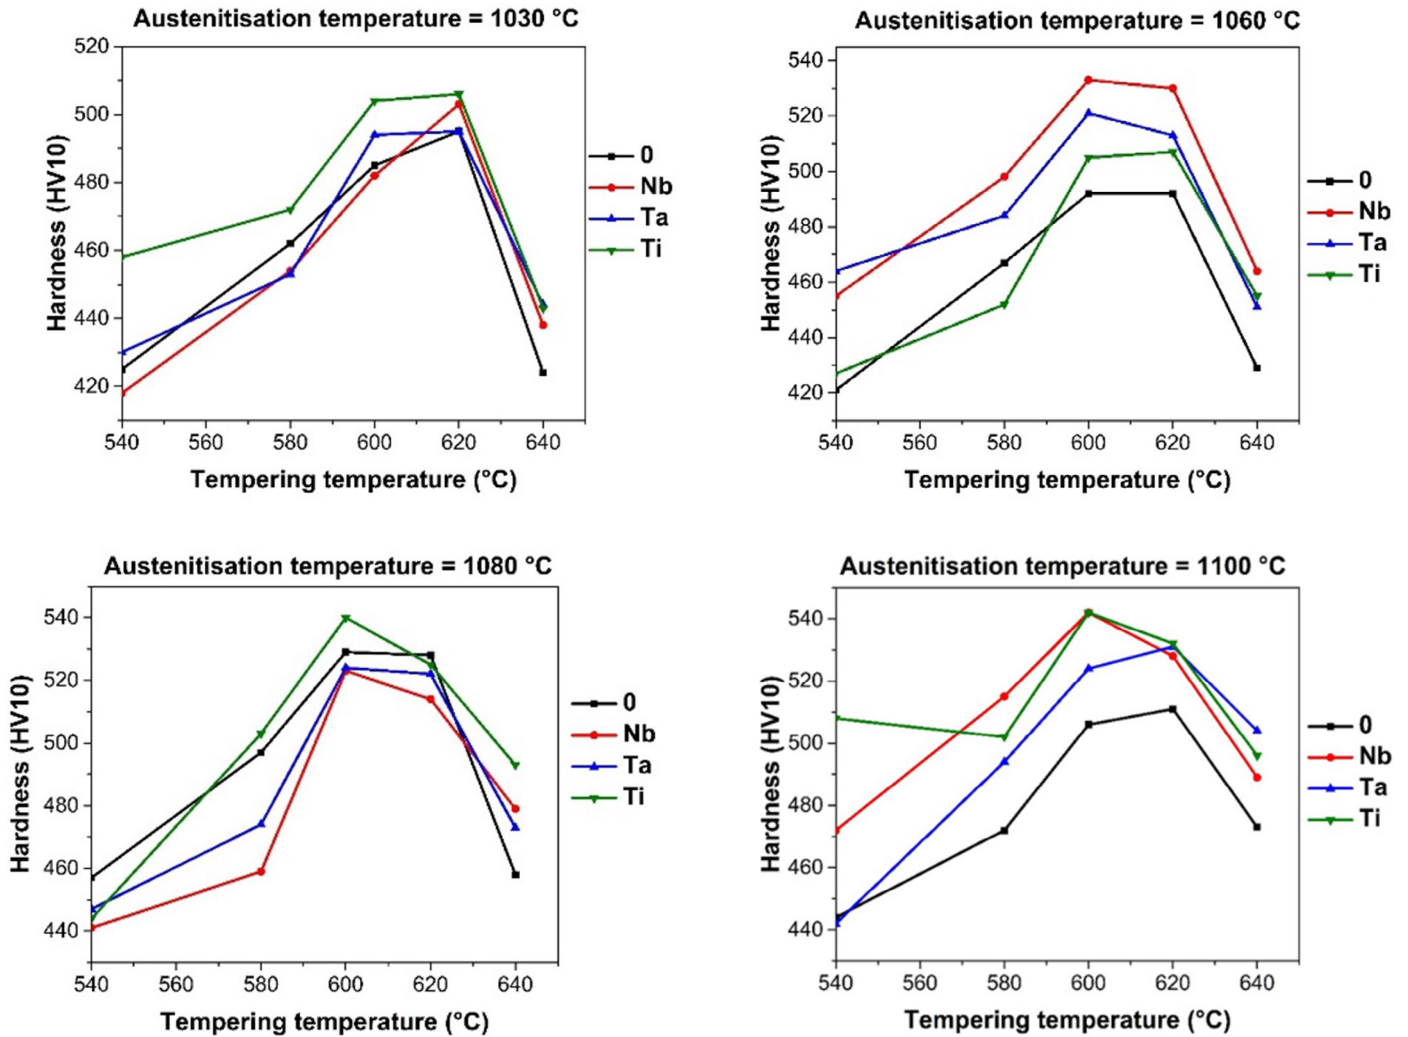 Austenitisation temperature = 1030 °C
520
500
480
460
440
420
Hardness (HV10)
540 560 580 600 620 640
Tempering temperature (°C)
0
Nb
Ta
Ti
Austenitisation temperature = 1060 °C
540
520
500
480
460
440
420
Hardness (HV10)
540 560 580 600 620 640
Tempering temperature (°C)
0
Nb
Ta
Ti
Austenitisation temperature = 1080 °C
540
520
500
480
460
440
Hardness (HV10)
540 560 580 600 620 640
Tempering temperature (°C)
0
Nb
Ta
Ti
Austenitisation temperature = 1100 °C
540
520
500
480
460
440
Hardness (HV10)
540 560 580 600 620 640
Tempering temperature (°C)
0
Nb
Ta
Ti